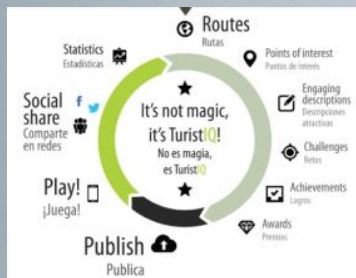 Routes
Rutas
Points of interest
Puntos de interés
Engaging
descriptions
Descripciones
atractivas
Challenges
Retos
Achievements
Logros
Awards
Premios
Publish
Publica
Play!
¡Juega!
Social
share
Comparte
en redes
Statistics
Estadísticas
It's not magic,
it's TuristIQ!
No es magia,
es TuristIQ